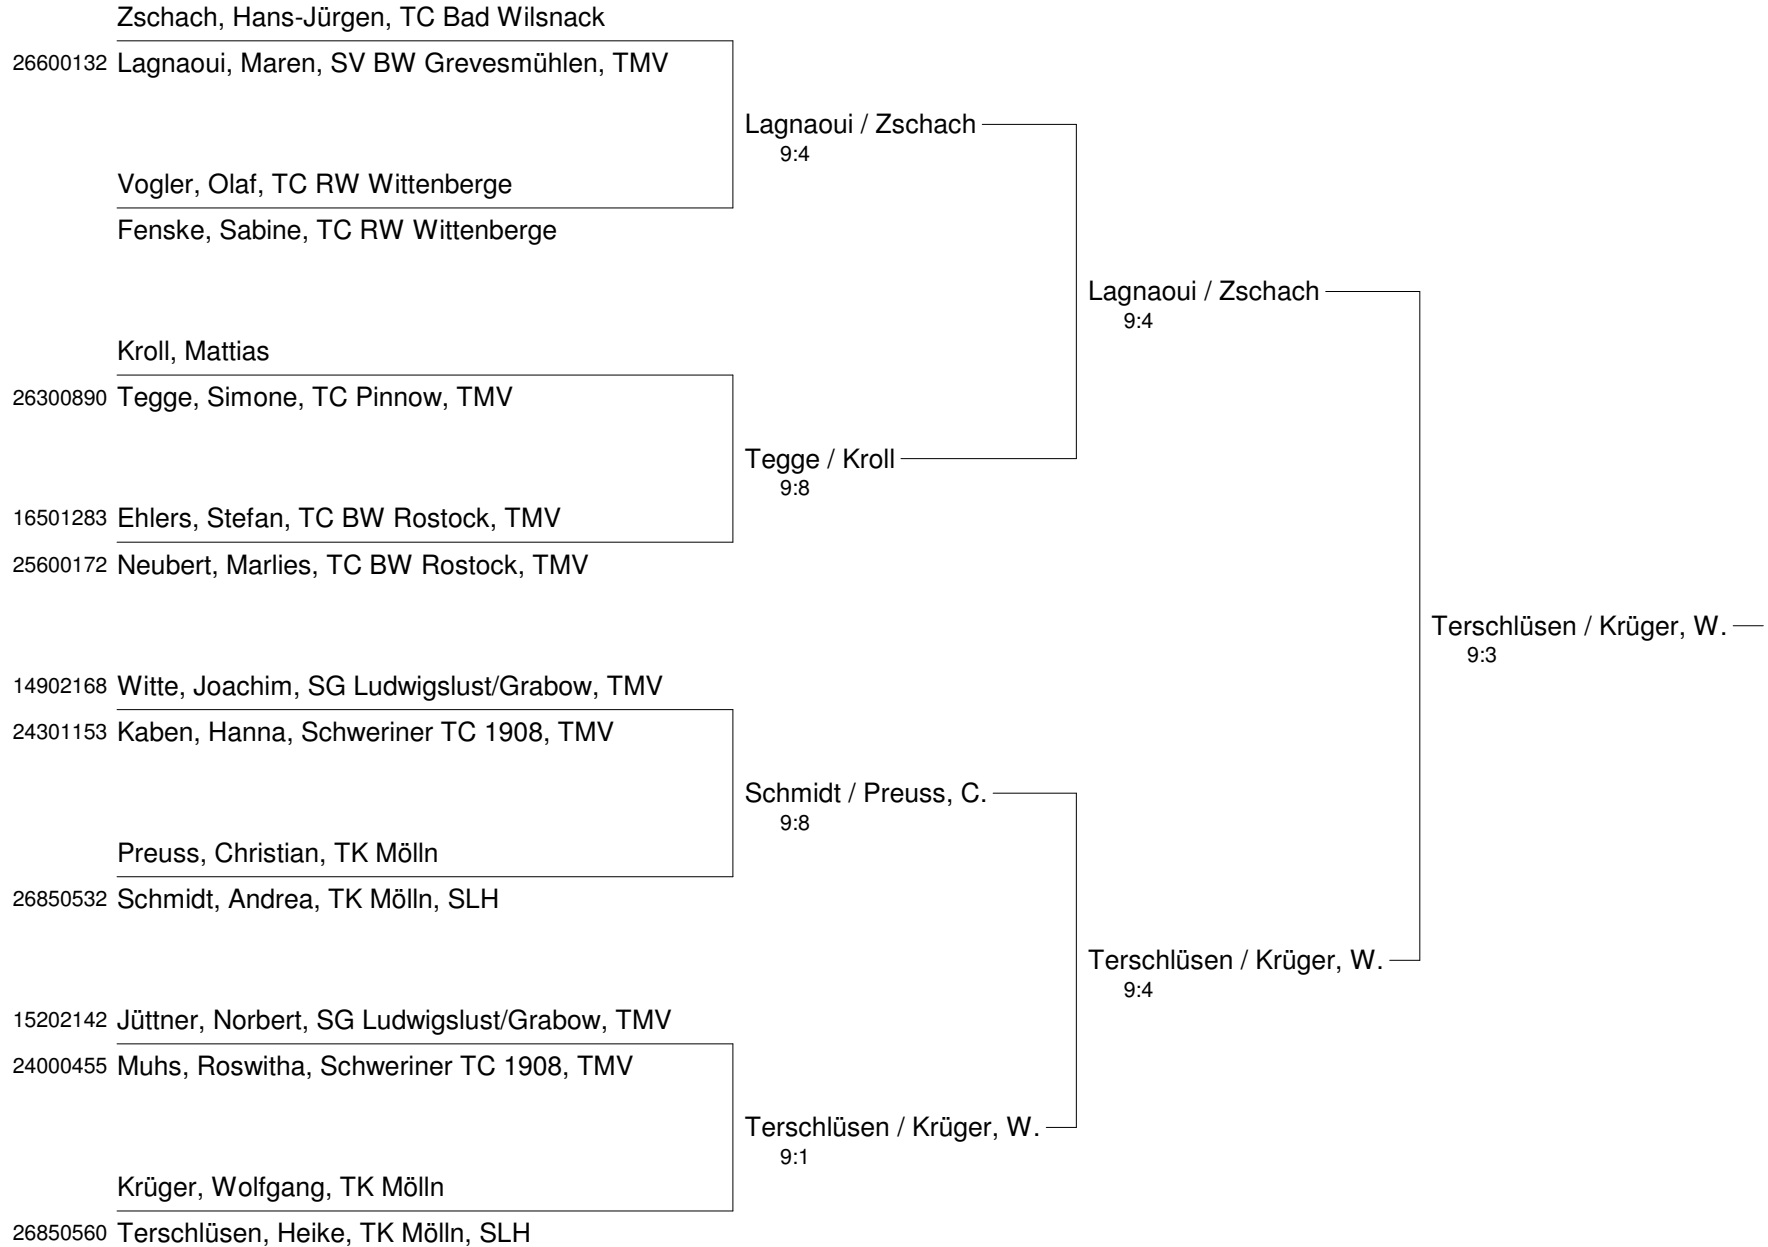 Zschach, Hans-Jürgen, TC Bad Wilsnack
26600132 Lagnaoui, Maren, SV BW Grevesmühlen, TMV
Lagnaoui / Zschach
9:4
Vogler, Olaf, TC RW Wittenberge
Fenske, Sabine, TC RW Wittenberge
Lagnaoui / Zschach
9:4
Kroll, Mattias
26300890 Tegge, Simone, TC Pinnow, TMV
Tegge / Kroll
9:8
16501283 Ehlers, Stefan, TC BW Rostock, TMV
25600172 Neubert, Marlies, TC BW Rostock, TMV
Terschlüsen / Krüger, W.
9:3
14902168 Witte, Joachim, SG Ludwigslust/Grabow, TMV
24301153 Kaben, Hanna, Schweriner TC 1908, TMV
Schmidt / Preuss, C.
9:8
Preuss, Christian, TK Mölln
26850532 Schmidt, Andrea, TK Mölln, SLH
Terschlüsen / Krüger, W.
9:4
15202142 Jüttner, Norbert, SG Ludwigslust/Grabow, TMV
24000455 Muhs, Roswitha, Schweriner TC 1908, TMV
Terschlüsen / Krüger, W.
9:1
Krüger, Wolfgang, TK Mölln
26850560 Terschlüsen, Heike, TK Mölln, SLH